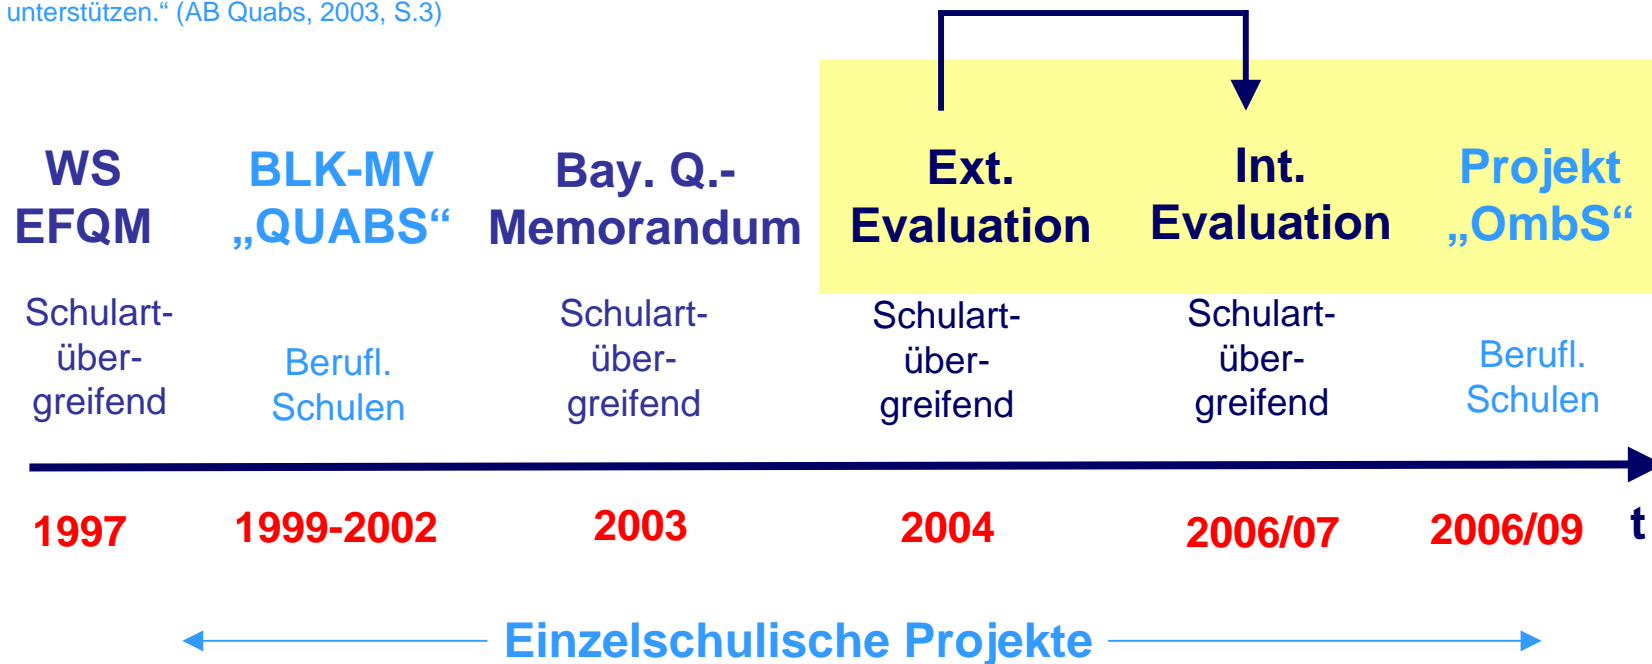 unterstützen.“ (AB Quabs, 2003, S.3)
WS
EFQM
BLK-MV
„QUABS“
Bay. Q.-
Memorandum
Ext.
Evaluation
Int.
Evaluation
Projekt
„OmbS“
Schulart-
über-
greifend
Berufl.
Schulen
Schulart-
über-
greifend
Schulart-
über-
greifend
Schulart-
über-
greifend
Berufl.
Schulen
1997
1999-2002
2003
2004
2006/07
2006/09
t
Einzelschulische Projekte